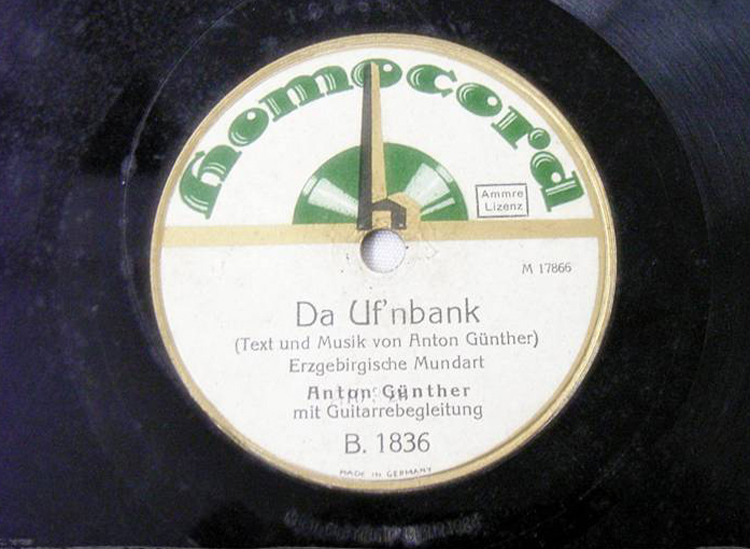 Homocord
Ammre
Lizenz
M 17866
Da Uf'nbank
(Text und Musik von Anton Günther)
Erzgebirgische Mundart
Anton Günther
mit Guitarrebegleitung
B. 1836
MADE IN GERMANY